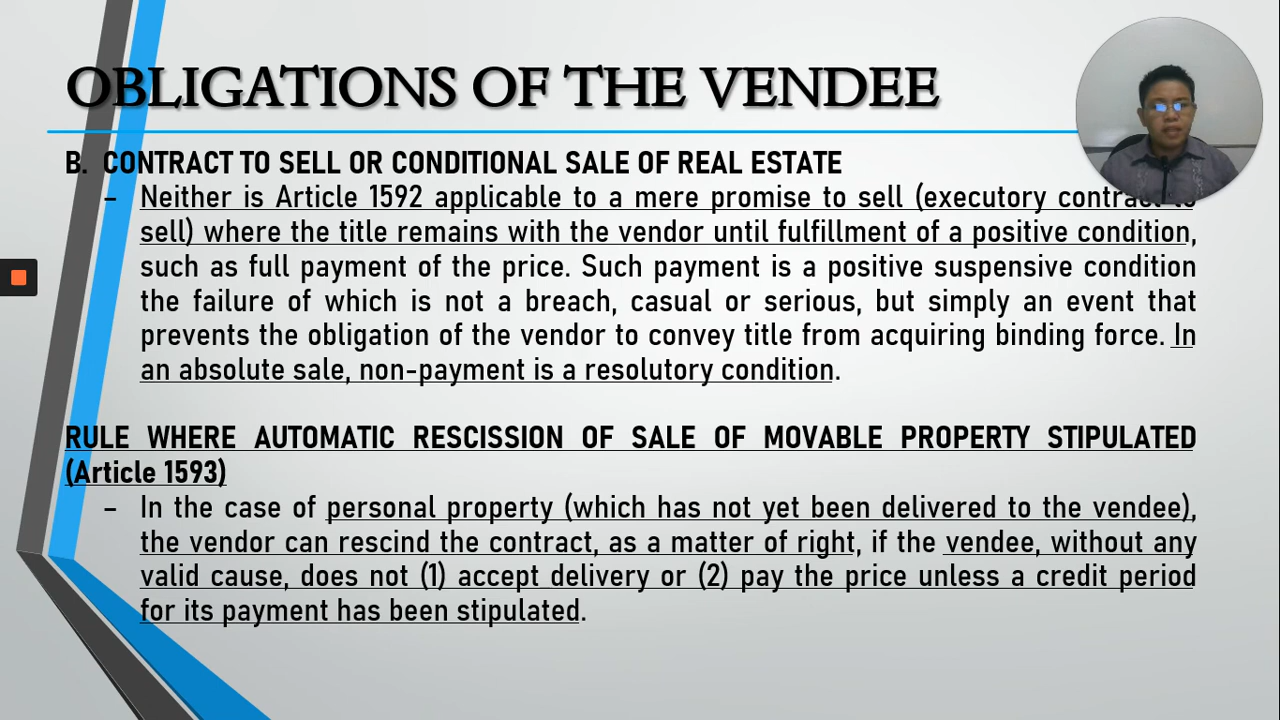 OBLIGATIONS OF THE VENDEE
B. CONTRACT TO SELL OR CONDITIONAL SALE OF REAL ESTATE
– Neither is Article 1592 applicable to a mere promise to sell (executory contract to
sell) where the title remains with the vendor until fulfillment of a positive condition,
such as full payment of the price. Such payment is a positive suspensive condition
the failure of which is not a breach, casual or serious, but simply an event that
prevents the obligation of the vendor to convey title from acquiring binding force. In
an absolute sale, non-payment is a resolutory condition.
RULE WHERE AUTOMATIC RESCISSION OF SALE OF MOVABLE PROPERTY STIPULATED
(Article 1593)
– In the case of personal property (which has not yet been delivered to the vendee),
the vendor can rescind the contract, as a matter of right, if the vendee, without any
valid cause, does not (1) accept delivery or (2) pay the price unless a credit period
for its payment has been stipulated.